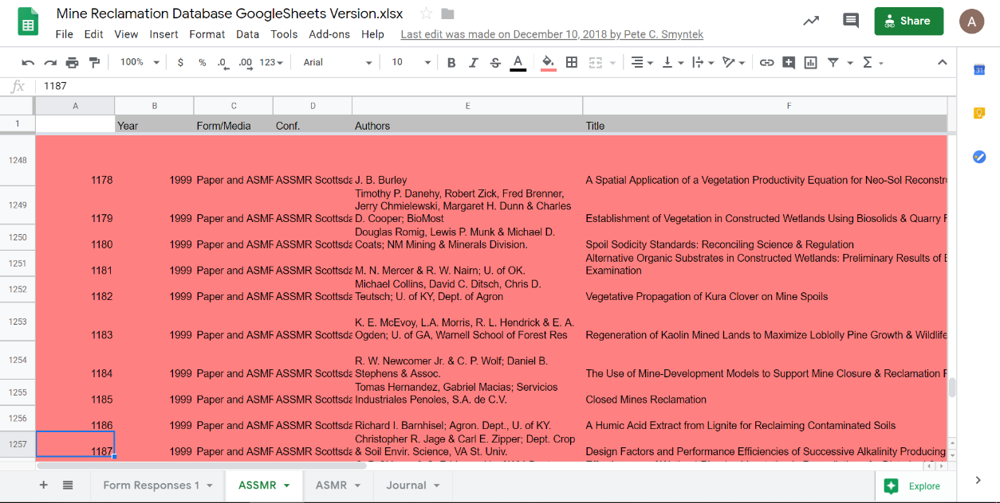 Mine Reclamation Database GoogleSheets Version.xlsx
File Edit View Insert Format Data Tools Add-ons Help Last edit was made on December 10, 2018 by Pete C. Smyntek
Share
A
100% $ % .0 .00 123 Arial 10 B I S A Σ
31
fx 1187
A B C D E F
1 Year Form/Media Conf. Authors Title
1248 1178 1999 Paper and ASMF ASSMR Scottsda J. B. Burley A Spatial Application of a Vegetation Productivity Equation for Neo-Sol Reconstru
Timothy P. Danehy, Robert Zick, Fred Brenner,
Jerry Chmielewski, Margaret H. Dunn & Charles
1249 1179 1999 Paper and ASMF ASSMR Scottsda D. Cooper; BioMost Establishment of Vegetation in Constructed Wetlands Using Biosolids & Quarry F
Douglas Romig, Lewis P. Munk & Michael D.
1250 1180 1999 Paper and ASMF ASSMR Scottsda Coats; NM Mining & Minerals Division. Spoil Sodicity Standards: Reconciling Science & Regulation
Alternative Organic Substrates in Constructed Wetlands: Preliminary Results of E
1251 1181 1999 Paper and ASMF ASSMR Scottsda M. N. Mercer & R. W. Nairn; U. of OK. Examination
Michael Collins, David C. Ditsch, Chris D.
1252 1182 1999 Paper and ASMF ASSMR Scottsda Teutsch; U. of KY, Dept. of Agron Vegetative Propagation of Kura Clover on Mine Spoils
K. E. McEvoy, L.A. Morris, R. L. Hendrick & E. A.
1253 1183 1999 Paper and ASMF ASSMR Scottsda Ogden; U. of GA, Warnell School of Forest Res Regeneration of Kaolin Mined Lands to Maximize Loblolly Pine Growth & Wildlife
R. W. Newcomer Jr. & C. P. Wolf; Daniel B.
1254 1184 1999 Paper and ASMF ASSMR Scottsda Stephens & Assoc. The Use of Mine-Development Models to Support Mine Closure & Reclamation F
Tomas Hernandez, Gabriel Macias; Servicios
1255 1185 1999 Paper and ASMF ASSMR Scottsda Industriales Penoles, S.A. de C.V. Closed Mines Reclamation
1256 1186 1999 Paper and ASMF ASSMR Scottsda Richard I. Barnhisel; Agron. Dept., U. of KY. A Humic Acid Extract from Lignite for Reclaiming Contaminated Soils
Christopher R. Jage & Carl E. Zipper; Dept. Crop
1257 1187 1999 Paper and ASMF ASSMR Scottsda & Soil Envir. Science, VA St. Univ. Design Factors and Performance Efficiencies of Successive Alkalinity Producing
Form Responses 1 ASSMR ASMR Journal Explore